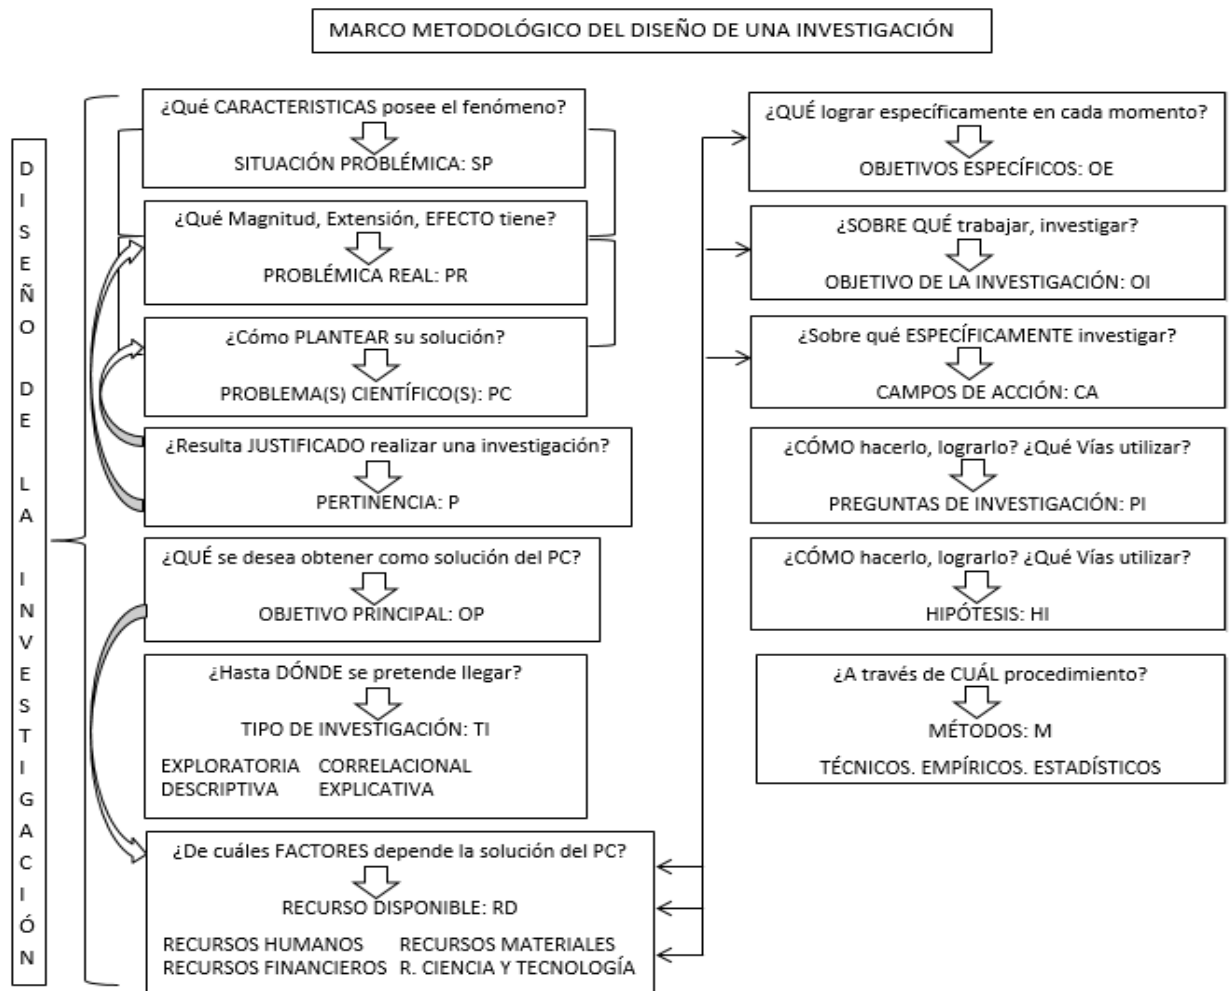 MARCO METODOLÓGICO DEL DISEÑO DE UNA INVESTIGACIÓN
DISEÑO DE LA INVESTIGACIÓN
¿Qué CARACTERISTICAS posee el fenómeno?
SITUACIÓN PROBLÉMICA: SP
¿Qué Magnitud, Extensión, EFECTO tiene?
PROBLÉMICA REAL: PR
¿Cómo PLANTEAR su solución?
PROBLEMA(S) CIENTÍFICO(S): PC
¿Resulta JUSTIFICADO realizar una investigación?
PERTINENCIA: P
¿QUÉ se desea obtener como solución del PC?
OBJETIVO PRINCIPAL: OP
¿Hasta DÓNDE se pretende llegar?
TIPO DE INVESTIGACIÓN: TI
EXPLORATORIA CORRELACIONAL
DESCRIPTIVA EXPLICATIVA
¿De cuáles FACTORES depende la solución del PC?
RECURSO DISPONIBLE: RD
RECURSOS HUMANOS RECURSOS MATERIALES
RECURSOS FINANCIEROS R. CIENCIA Y TECNOLOGÍA
¿QUÉ lograr específicamente en cada momento?
OBJETIVOS ESPECÍFICOS: OE
¿SOBRE QUÉ trabajar, investigar?
OBJETIVO DE LA INVESTIGACIÓN: OI
¿Sobre qué ESPECÍFICAMENTE investigar?
CAMPOS DE ACCIÓN: CA
¿CÓMO hacerlo, lograrlo? ¿Qué Vías utilizar?
PREGUNTAS DE INVESTIGACIÓN: PI
¿CÓMO hacerlo, lograrlo? ¿Qué Vías utilizar?
HIPÓTESIS: HI
¿A través de CUÁL procedimiento?
MÉTODOS: M
TÉCNICOS. EMPÍRICOS. ESTADÍSTICOS